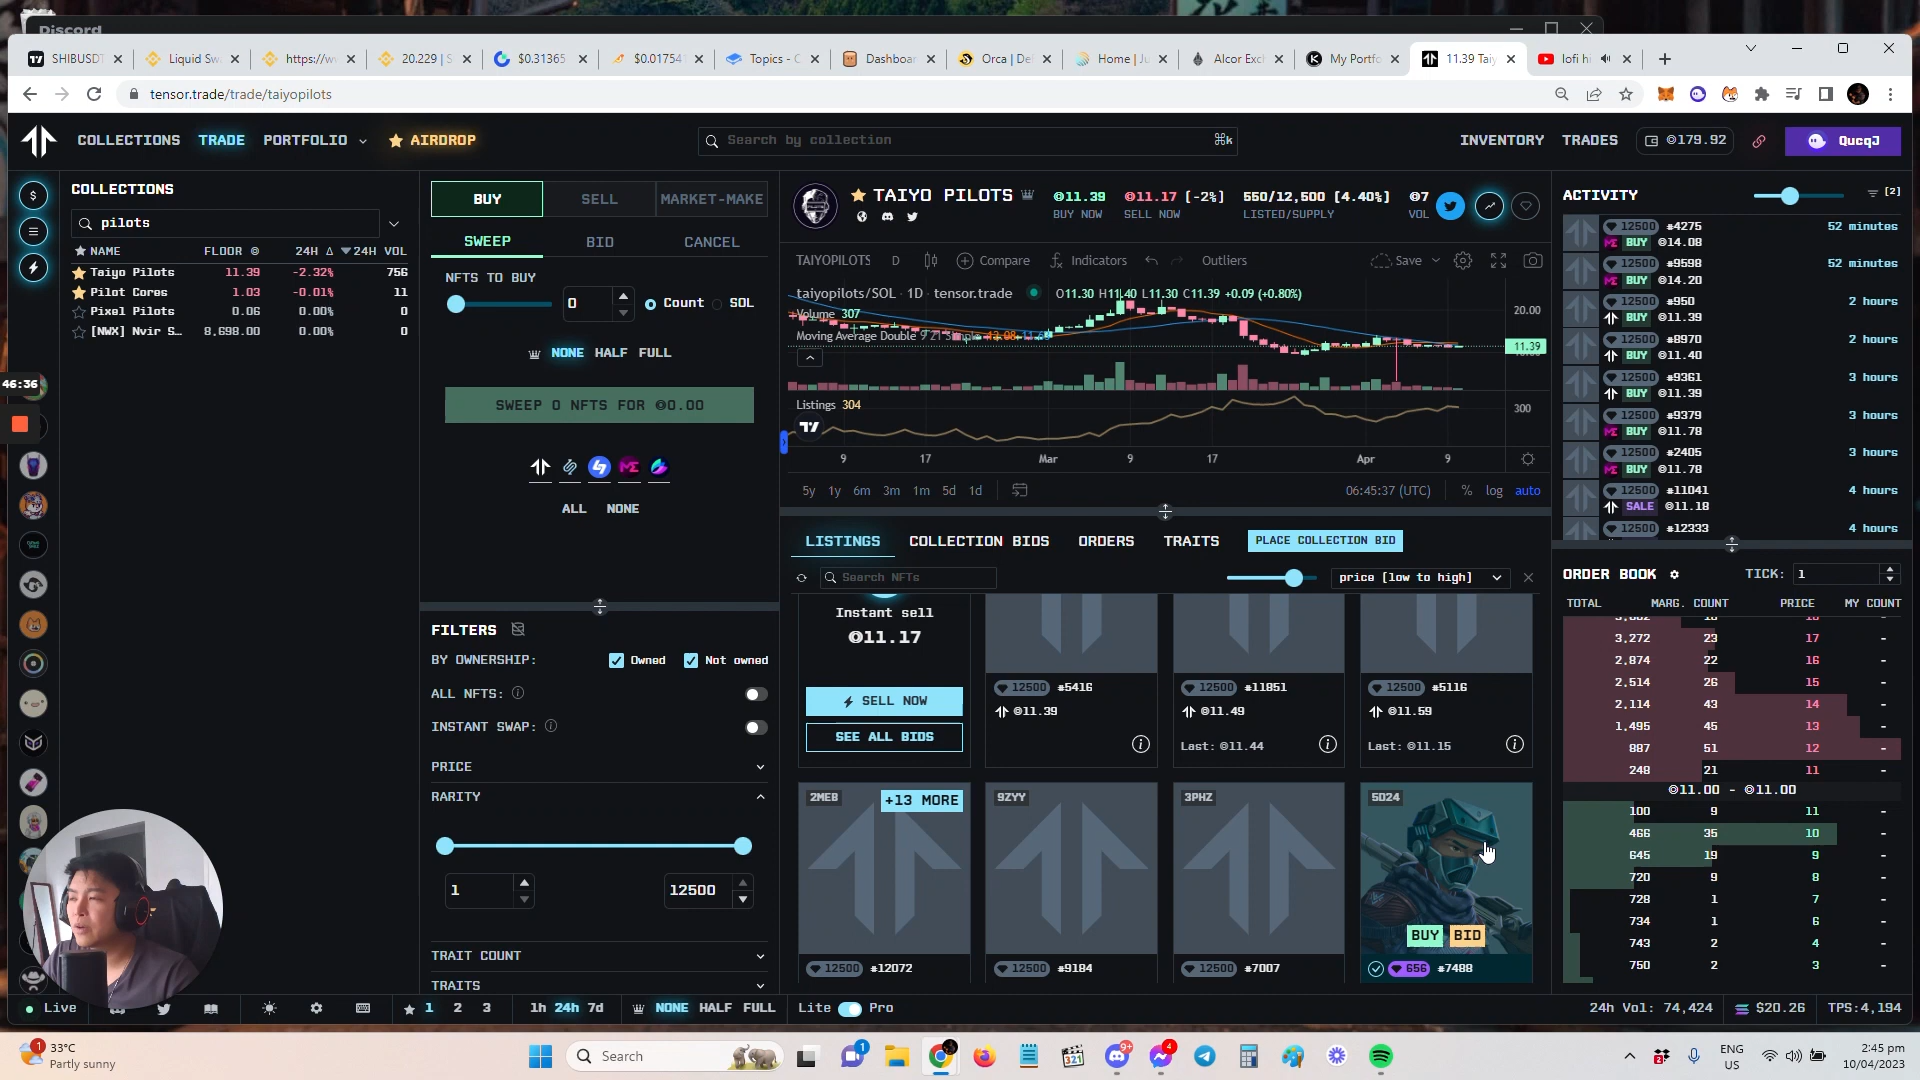 Discord
SHIBUSDT
Liquid Sw
https://w
20.229 | S
$0.31365
$0.01754
Topics - C
Dashboar
Orca | De
Home | Ju
Alcor Exc
My Portfo
11.39 Taiy
lofi hi
tensor.trade/trade/taiyopilots
COLLECTIONS
TRADE
PORTFOLIO
AIRDROP
Search by collection
⌘k
INVENTORY
TRADES
179.92
QucqJ
COLLECTIONS
pilots
NAME FLOOR 24H Δ 24H VOL
Taiyo Pilots 11.39 -2.32% 756
Pilot Cores 1.03 -0.01% 11
Pixel Pilots 0.06 0.00% 0
[NWX] Nvir S... 8,698.00 0.00% 0
46:36
BUY SELL MARKET-MAKE
SWEEP BID CANCEL
NFTS TO BUY
0 Count SOL
NONE HALF FULL
SWEEP 0 NFTS FOR 0.00
ALL NONE
FILTERS
BY OWNERSHIP: Owned Not owned
ALL NFTS:
INSTANT SWAP:
PRICE
RARITY
1 12500
TRAIT COUNT
TRAITS
TAIYO PILOTS
11.39 BUY NOW
11.17 [-2%] SELL NOW
550/12,500 [4.40%] LISTED/SUPPLY
7 VOL
TAIYOPILOTS D Compare Indicators Outliers Save
taiyopilots/SOL · 1D · tensor.trade O11.30 H11.40 L11.30 C11.39 +0.09 (+0.80%)
Volume 307
Moving Average Double 9 21
Listings 304
20.00
11.39
300
9 17 Mar 9 17 Apr 9
5y 1y 6m 3m 1m 5d 1d
06:45:37 (UTC) % log auto
LISTINGS COLLECTION BIDS ORDERS TRAITS PLACE COLLECTION BID
Search NFTs
price [low to high]
Instant sell
11.17
SELL NOW
SEE ALL BIDS
12500 #5416
11.39
12500 #11851
11.49
Last: 11.44
12500 #5116
11.59
Last: 11.15
2MEB +13 MORE
12500 #12072
9ZYY
12500 #9184
3PHZ
12500 #7007
5D24
BUY BID
656 #7488
ACTIVITY
[2]
12500 #4275 52 minutes
BUY 14.08
12500 #9598 52 minutes
BUY 14.20
12500 #950 2 hours
BUY 11.39
12500 #8970 2 hours
BUY 11.40
12500 #9361 3 hours
BUY 11.39
12500 #9379 3 hours
BUY 11.78
12500 #2405 3 hours
BUY 11.78
12500 #11041 4 hours
SALE 11.18
12500 #12333 4 hours
ORDER BOOK TICK: 1
TOTAL MARG. COUNT PRICE MY COUNT
3,272 23 17 -
2,874 22 16 -
2,514 26 15 -
2,114 43 14 -
1,495 45 13 -
887 51 12 -
248 21 11 -
11.00 - 11.00
100 9 11 -
466 35 10 -
645 19 9 -
720 9 8 -
728 1 7 -
734 1 6 -
743 2 4 -
750 2 3 -
Live
1 2 3
1h 24h 7d
NONE HALF FULL
Lite Pro
24h Vol: 74,424
$20.26
TPS:4,194
1
33°C
Partly sunny
Search
1
321
9+
4
ENG
US
2:45 pm
10/04/2023